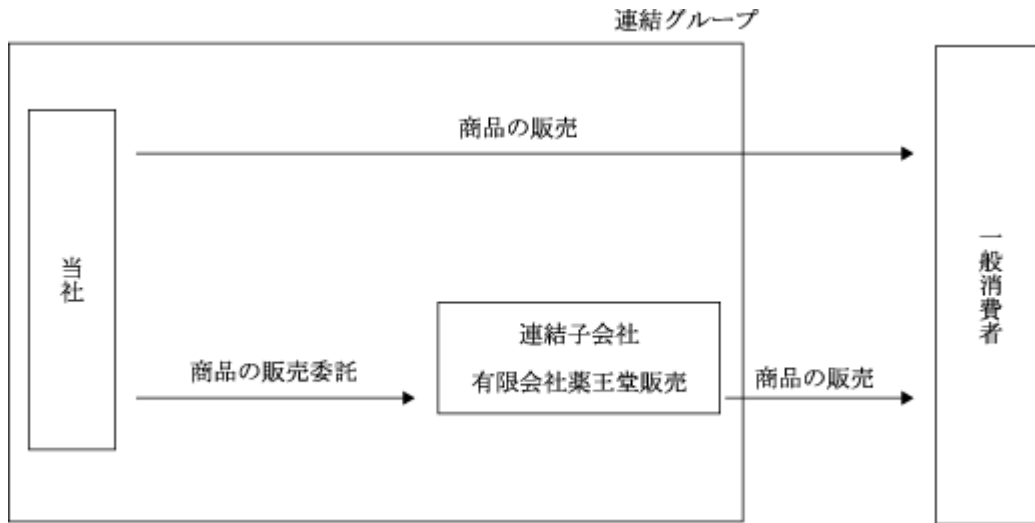 連結グループ
商品の販売
当社
一般消費者
連結子会社
有限会社薬王堂販売
商品の販売委託
商品の販売